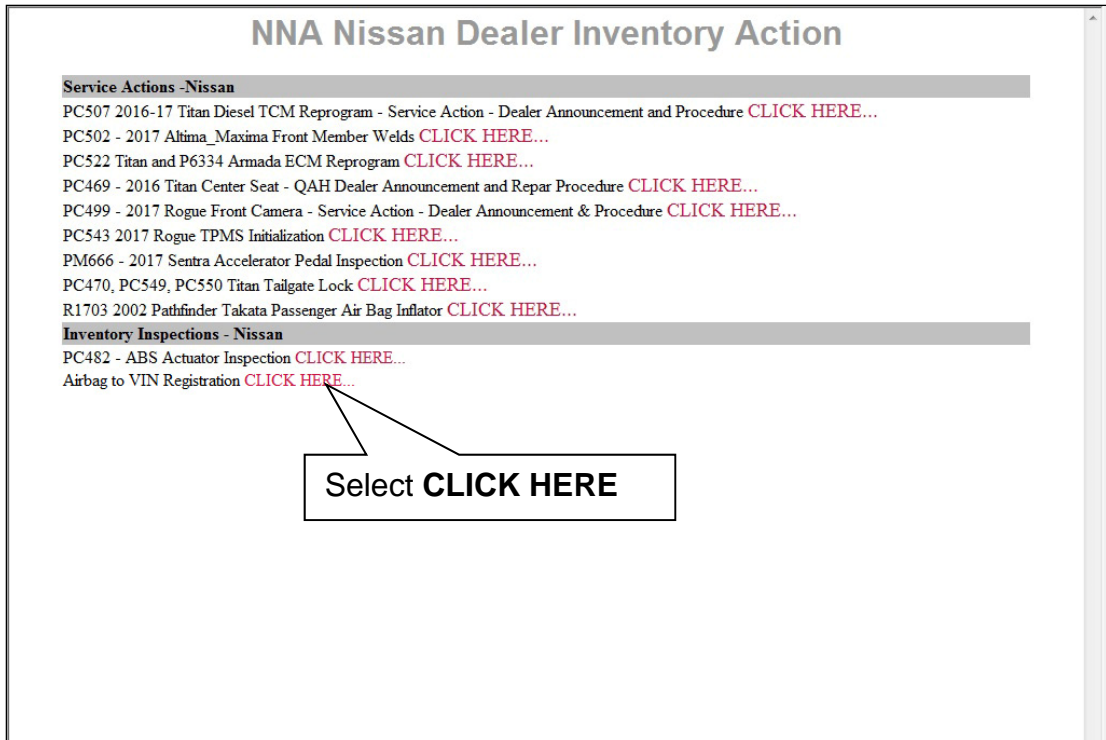 NNA Nissan Dealer Inventory Action
Service Actions -Nissan
PC507 2016-17 Titan Diesel TCM Reprogram - Service Action - Dealer Announcement and Procedure CLICK HERE...
PC502 - 2017 Altima_Maxima Front Member Welds CLICK HERE...
PC522 Titan and P6334 Armada ECM Reprogram CLICK HERE...
PC469 - 2016 Titan Center Seat - QAH Dealer Announcement and Repar Procedure CLICK HERE...
PC499 - 2017 Rogue Front Camera - Service Action - Dealer Announcement & Procedure CLICK HERE...
PC543 2017 Rogue TPMS Initialization CLICK HERE...
PM666 - 2017 Sentra Accelerator Pedal Inspection CLICK HERE...
PC470, PC549, PC550 Titan Tailgate Lock CLICK HERE...
R1703 2002 Pathfinder Takata Passenger Air Bag Inflator CLICK HERE...
Inventory Inspections - Nissan
PC482 - ABS Actuator Inspection CLICK HERE...
Airbag to VIN Registration CLICK HERE...
Select CLICK HERE